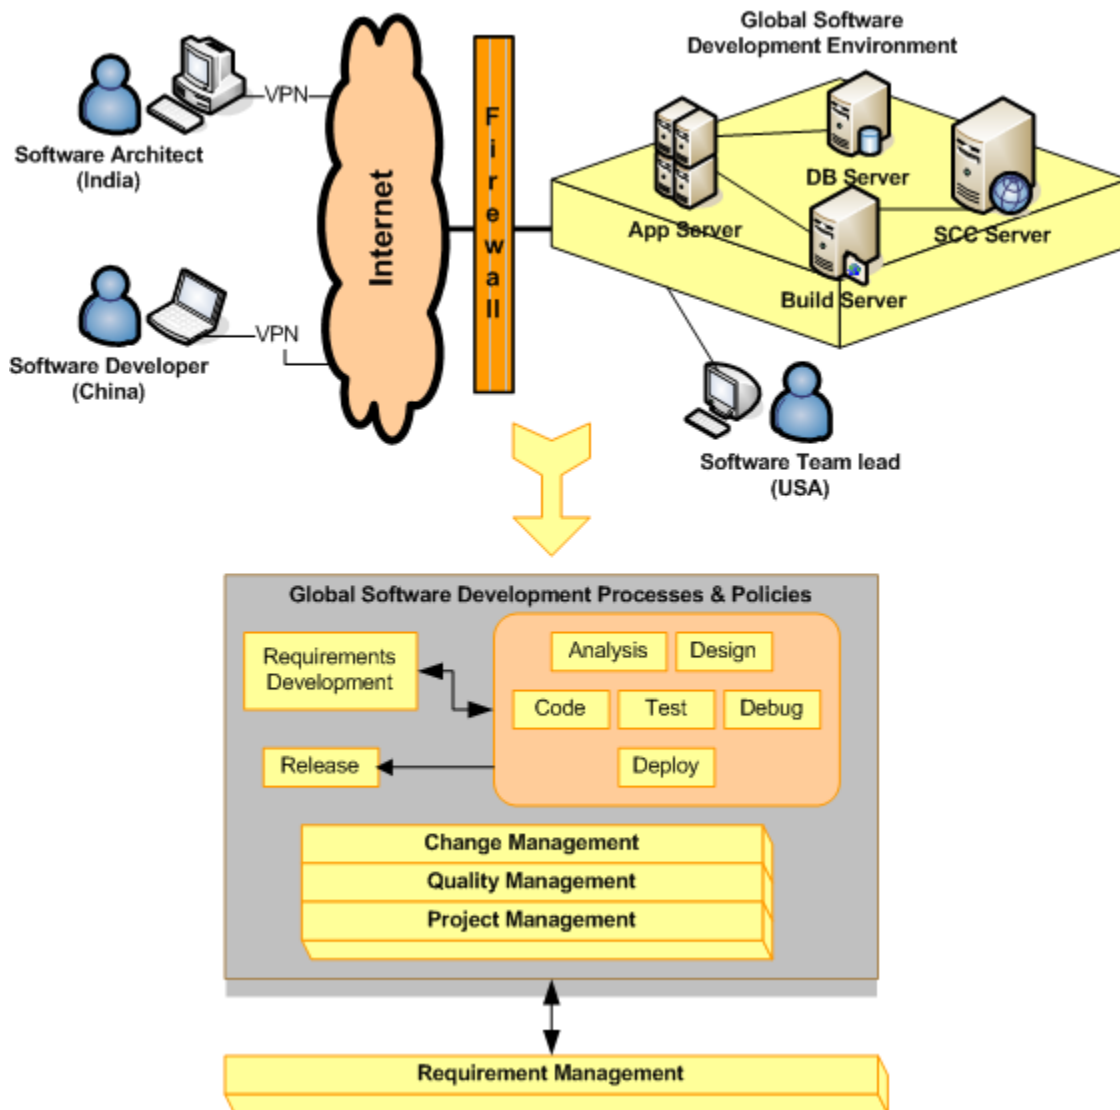 Global Software
Development Environment
VPN
Software Architect
(India)
Internet
Firewall
DB Server
App Server
SCC Server
Build Server
VPN
Software Developer
(China)
Software Team lead
(USA)
Global Software Development Processes & Policies
Requirements
Development
Analysis
Design
Code
Test
Debug
Release
Deploy
Change Management
Quality Management
Project Management
Requirement Management